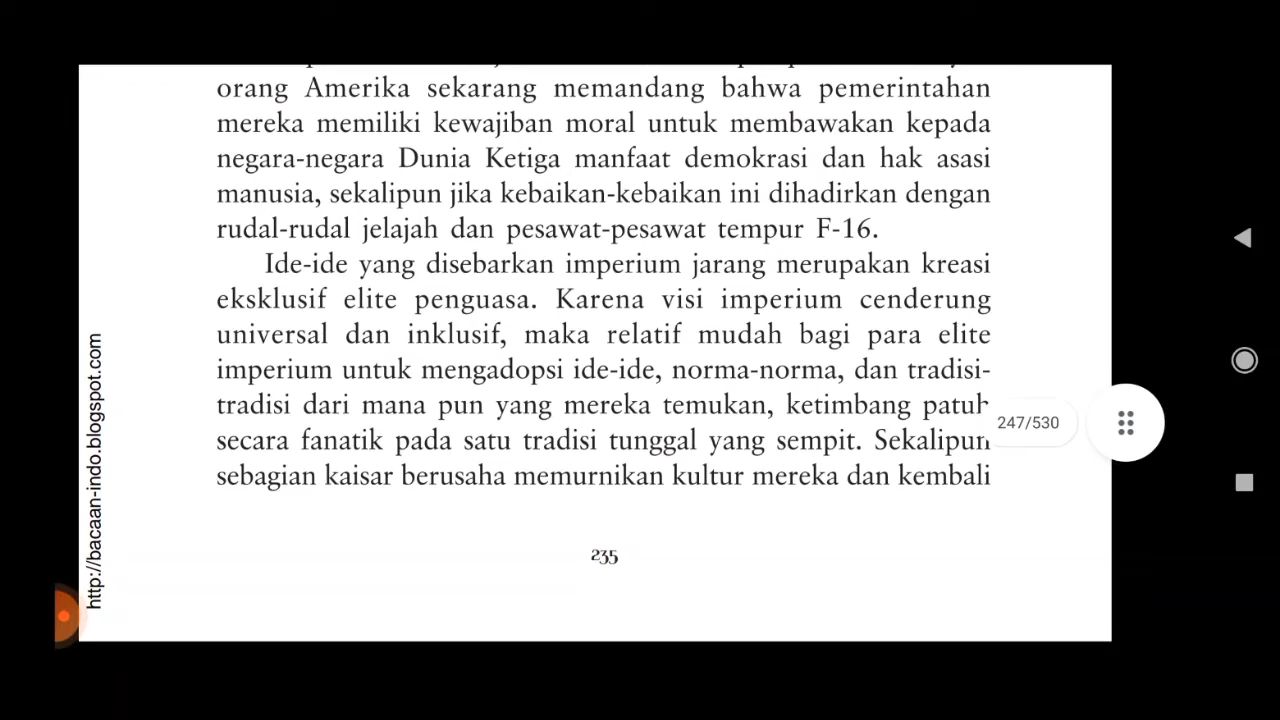 orang Amerika sekarang memandang bahwa pemerintahan
mereka memiliki kewajiban moral untuk membawakan kepada
negara-negara Dunia Ketiga manfaat demokrasi dan hak asasi
manusia, sekalipun jika kebaikan-kebaikan ini dihadirkan dengan
rudal-rudal jelajah dan pesawat-pesawat tempur F-16.
Ide-ide yang disebarkan imperium jarang merupakan kreasi
eksklusif elite penguasa. Karena visi imperium cenderung
universal dan inklusif, maka relatif mudah bagi para elite
imperium untuk mengadopsi ide-ide, norma-norma, dan tradisi-
tradisi dari mana pun yang mereka temukan, ketimbang patuh
secara fanatik pada satu tradisi tunggal yang sempit. Sekalipun
sebagian kaisar berusaha memurnikan kultur mereka dan kembali
235
247/530
http://bacaan-indo.blogspot.com